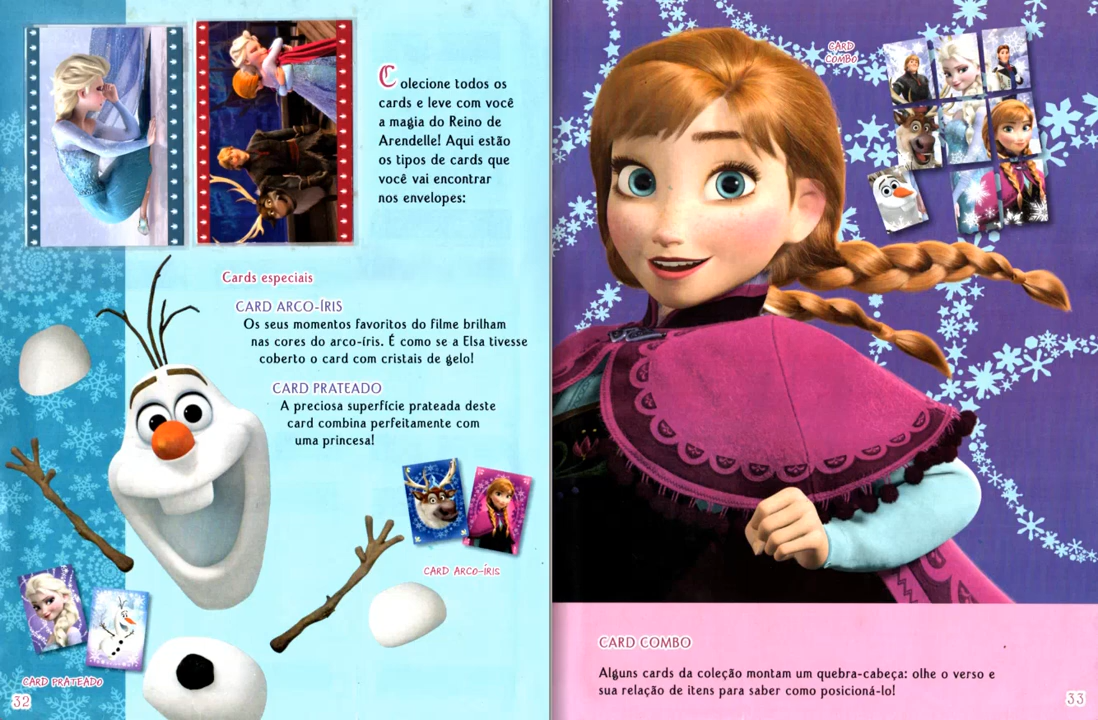 Colecione todos os
cards e leve com você
a magia do Reino de
Arendelle! Aqui estão
os tipos de cards que
você vai encontrar
nos envelopes:
Cards especiais
CARD ARCO-ÍRIS
Os seus momentos favoritos do filme brilham
nas cores do arco-íris. É como se a Elsa tivesse
coberto o card com cristais de gelo!
CARD PRATEADO
A preciosa superfície prateada deste
card combina perfeitamente com
uma princesa!
CARD ARCO-ÍRIS
CARD PRATEADO
32
CARD
COMBO
CARD COMBO
Alguns cards da coleção montam um quebra-cabeça: olhe o verso e
sua relação de itens para saber como posicioná-lo!
33